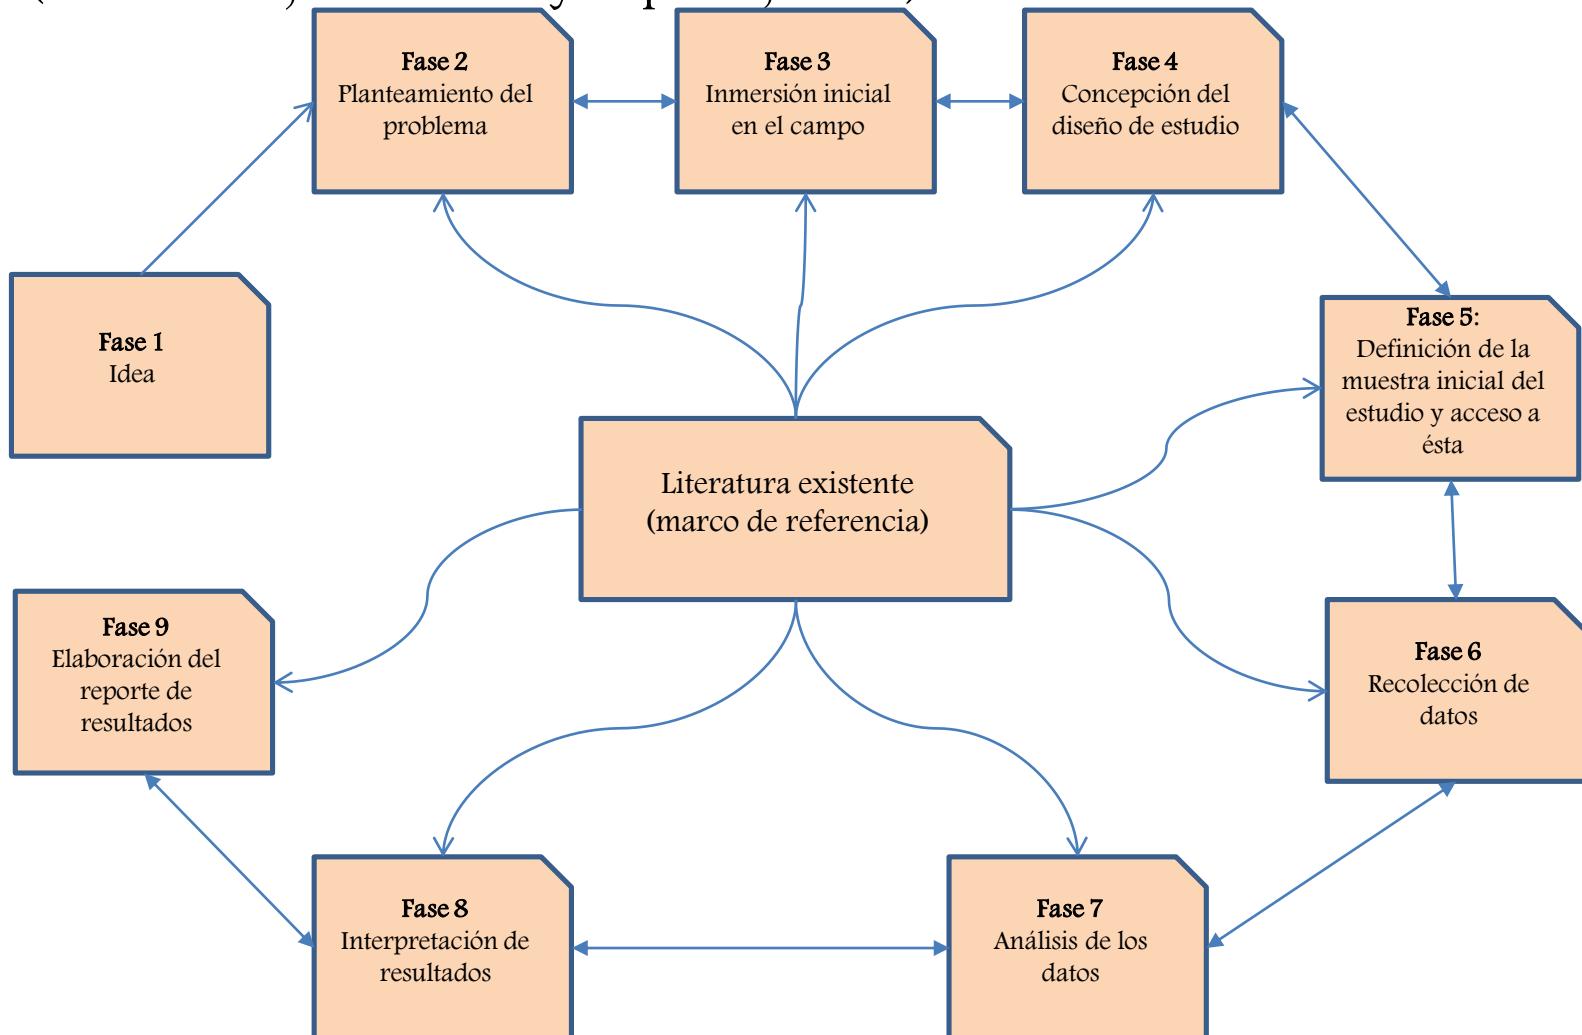 Fase 2
Planteamiento del
problema
Fase 3
Inmersión inicial
en el campo
Fase 4
Concepción del
diseño de estudio
Fase 1
Idea
Fase 5:
Definición de la
muestra inicial del
estudio y acceso a
ésta
Literatura existente
(marco de referencia)
Fase 9
Elaboración del
reporte de
resultados
Fase 6
Recolección de
datos
Fase 8
Interpretación de
resultados
Fase 7
Análisis de los
datos